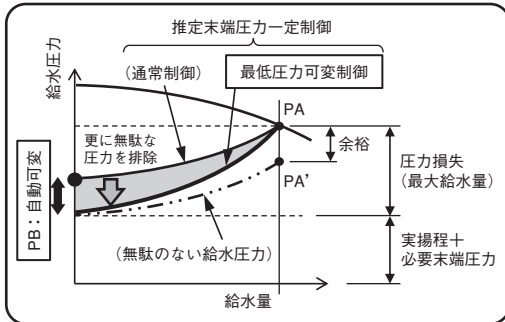 推定末端圧力一定制御
（通常制御）
最低圧力可変制御
給水圧力
PA
更に無駄な
圧力を排除
余裕
PA'
圧力損失
（最大給水量）
PB：自動可変
（無駄のない給水圧力）
実揚程＋
必要末端圧力
給水量